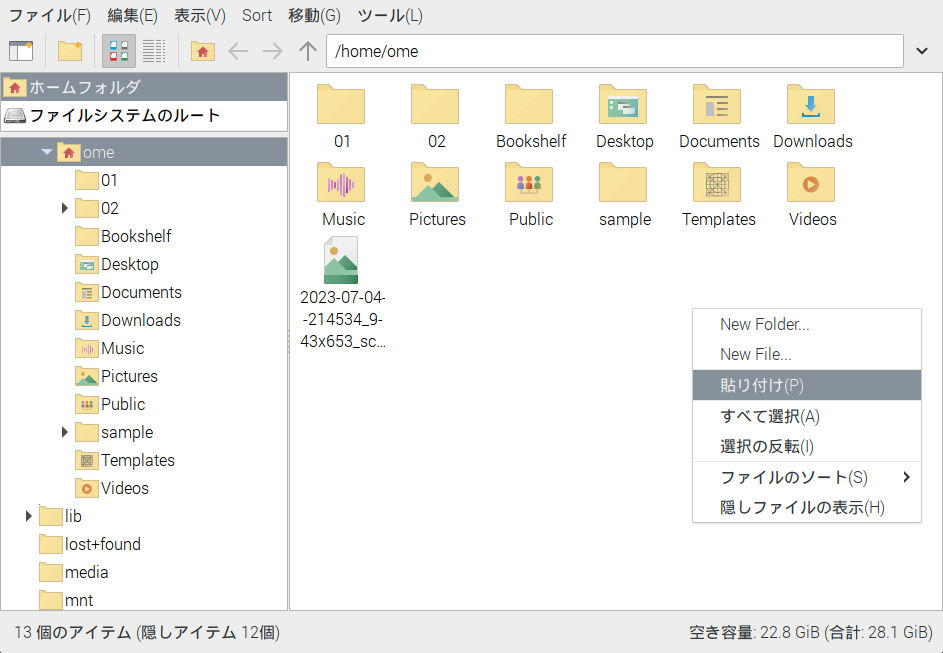 ファイル(F) 編集(E) 表示(V) Sort 移動(G) ツール(L)
/home/ome
ホームフォルダ
ファイルシステムのルート
ome
01
02
Bookshelf
Desktop
Documents
Downloads
Music
Pictures
Public
sample
Templates
Videos
lib
lost+found
media
mnt
01 02 Bookshelf Desktop Documents Downloads
Music Pictures Public sample Templates Videos
2023-07-04-
-214534_9-
43x653_sc...
New Folder...
New File...
貼り付け(P)
すべて選択(A)
選択の反転(I)
ファイルのソート(S)
隠しファイルの表示(H)
13 個のアイテム (隠しアイテム 12個) 空き容量: 22.8 GiB (合計: 28.1 GiB)